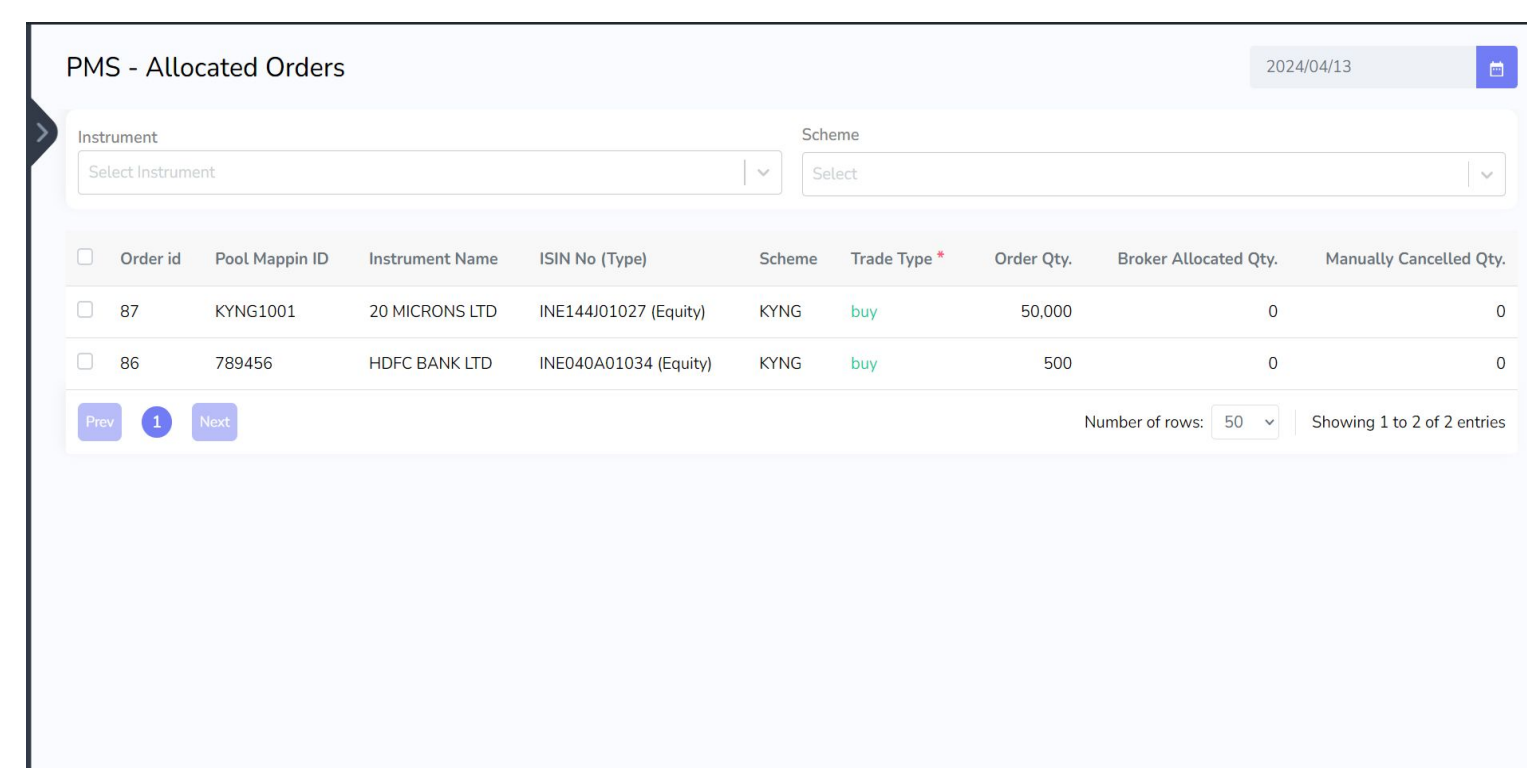 PMS - Allocated Orders
2024/04/13
Instrument
Scheme
Select Instrument
Select
Order id Pool Mappin ID Instrument Name ISIN No (Type) Scheme Trade Type * Order Qty. Broker Allocated Qty. Manually Cancelled Qty.
87 KYNG1001 20 MICRONS LTD INE144J01027 (Equity) KYNG buy 50,000 0 0
86 789456 HDFC BANK LTD INE040A01034 (Equity) KYNG buy 500 0 0
Prev 1 Next Number of rows: 50 Showing 1 to 2 of 2 entries